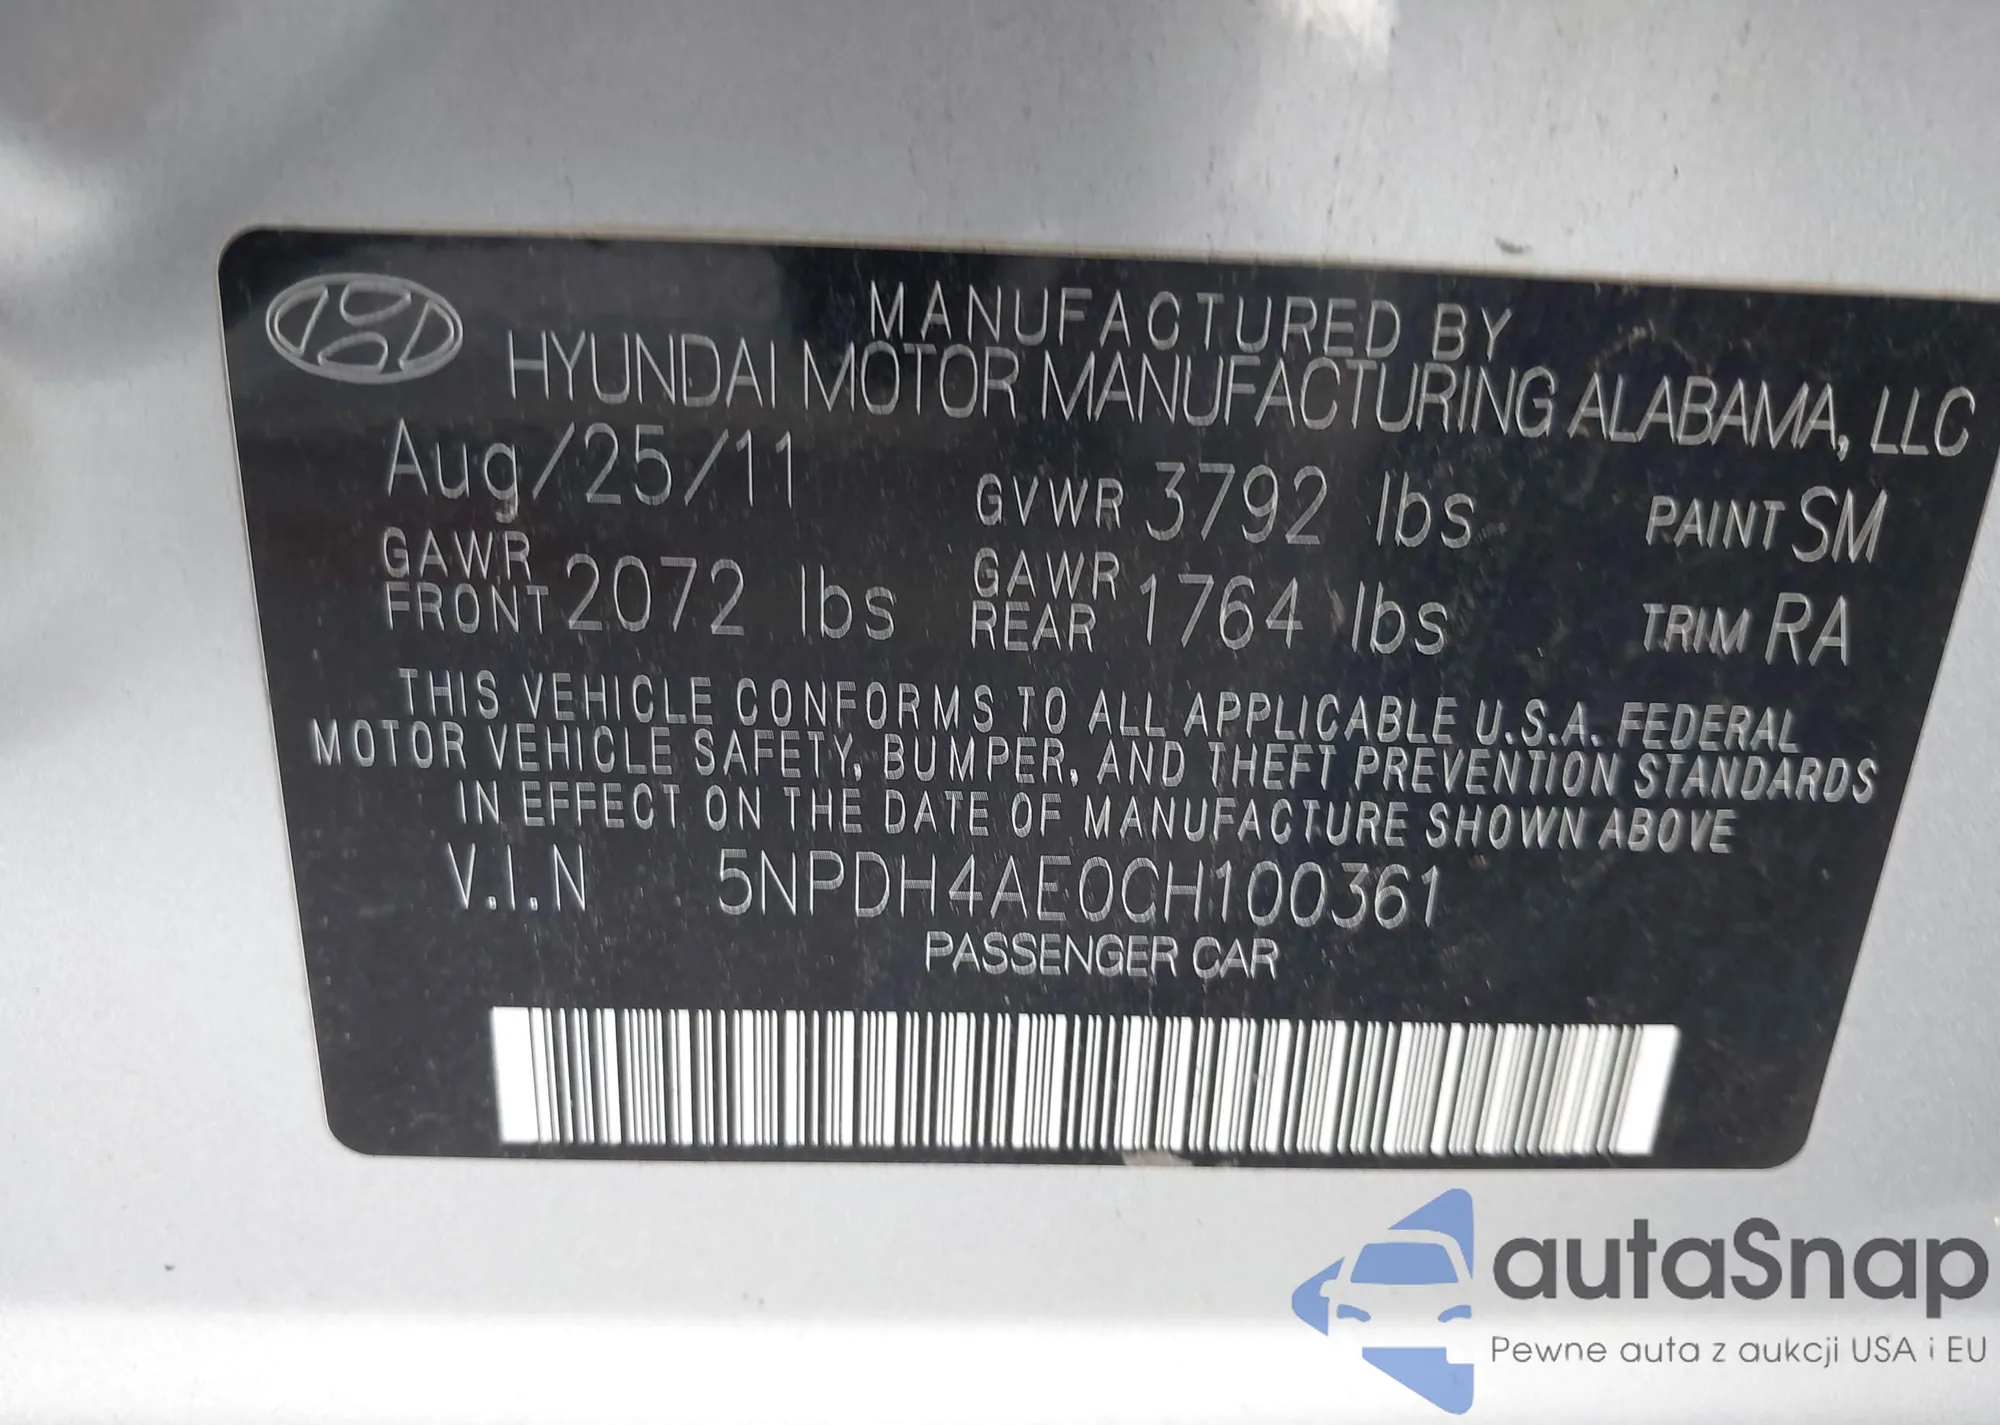 MANUFACTURED BY
HYUNDAI MOTOR MANUFACTURING ALABAMA, LLC
Aug/25/11 GVWR 3792 lbs PAINT SM
GAWR FRONT 2072 lbs GAWR REAR 1764 lbs TRIM RA
THIS VEHICLE CONFORMS TO ALL APPLICABLE U.S.A. FEDERAL
MOTOR VEHICLE SAFETY, BUMPER, AND THEFT PREVENTION STANDARDS
IN EFFECT ON THE DATE OF MANUFACTURE SHOWN ABOVE
V.I.N 5NPDH4AE0CH100361
PASSENGER CAR
autaSnap
Pewne auta z aukcji USA i EU